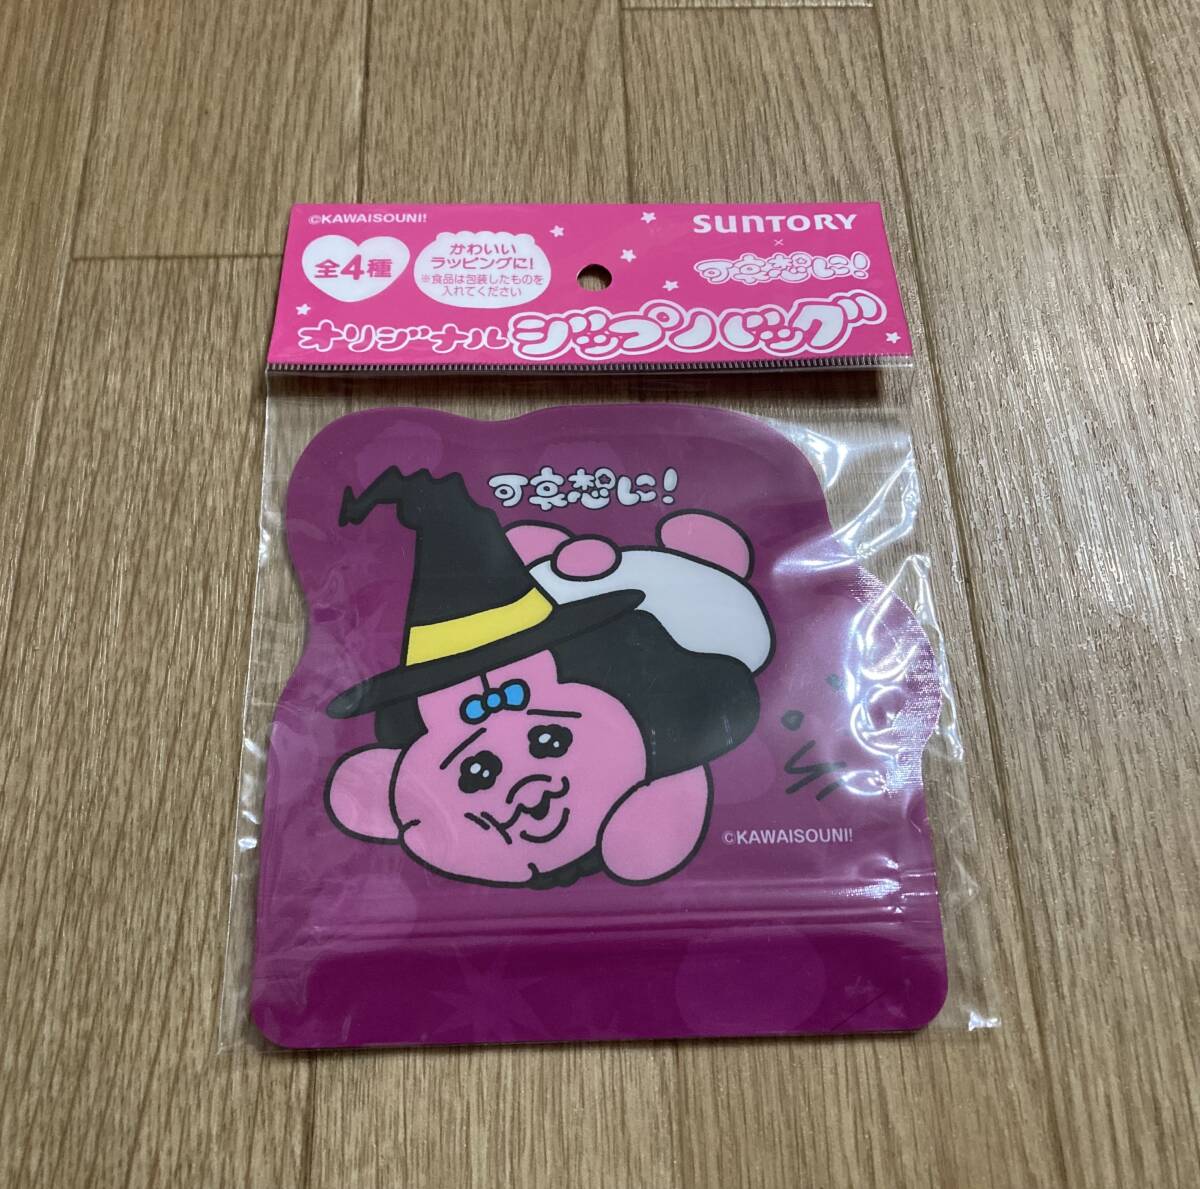 ©KAWAISOUNI!
全4種
かわいい
ラッピングに!
※食品は包装したものを
入れてください
SUNTORY
×
可哀想に!
オリジナルジップバッグ
可哀想に!
©KAWAISOUNI!